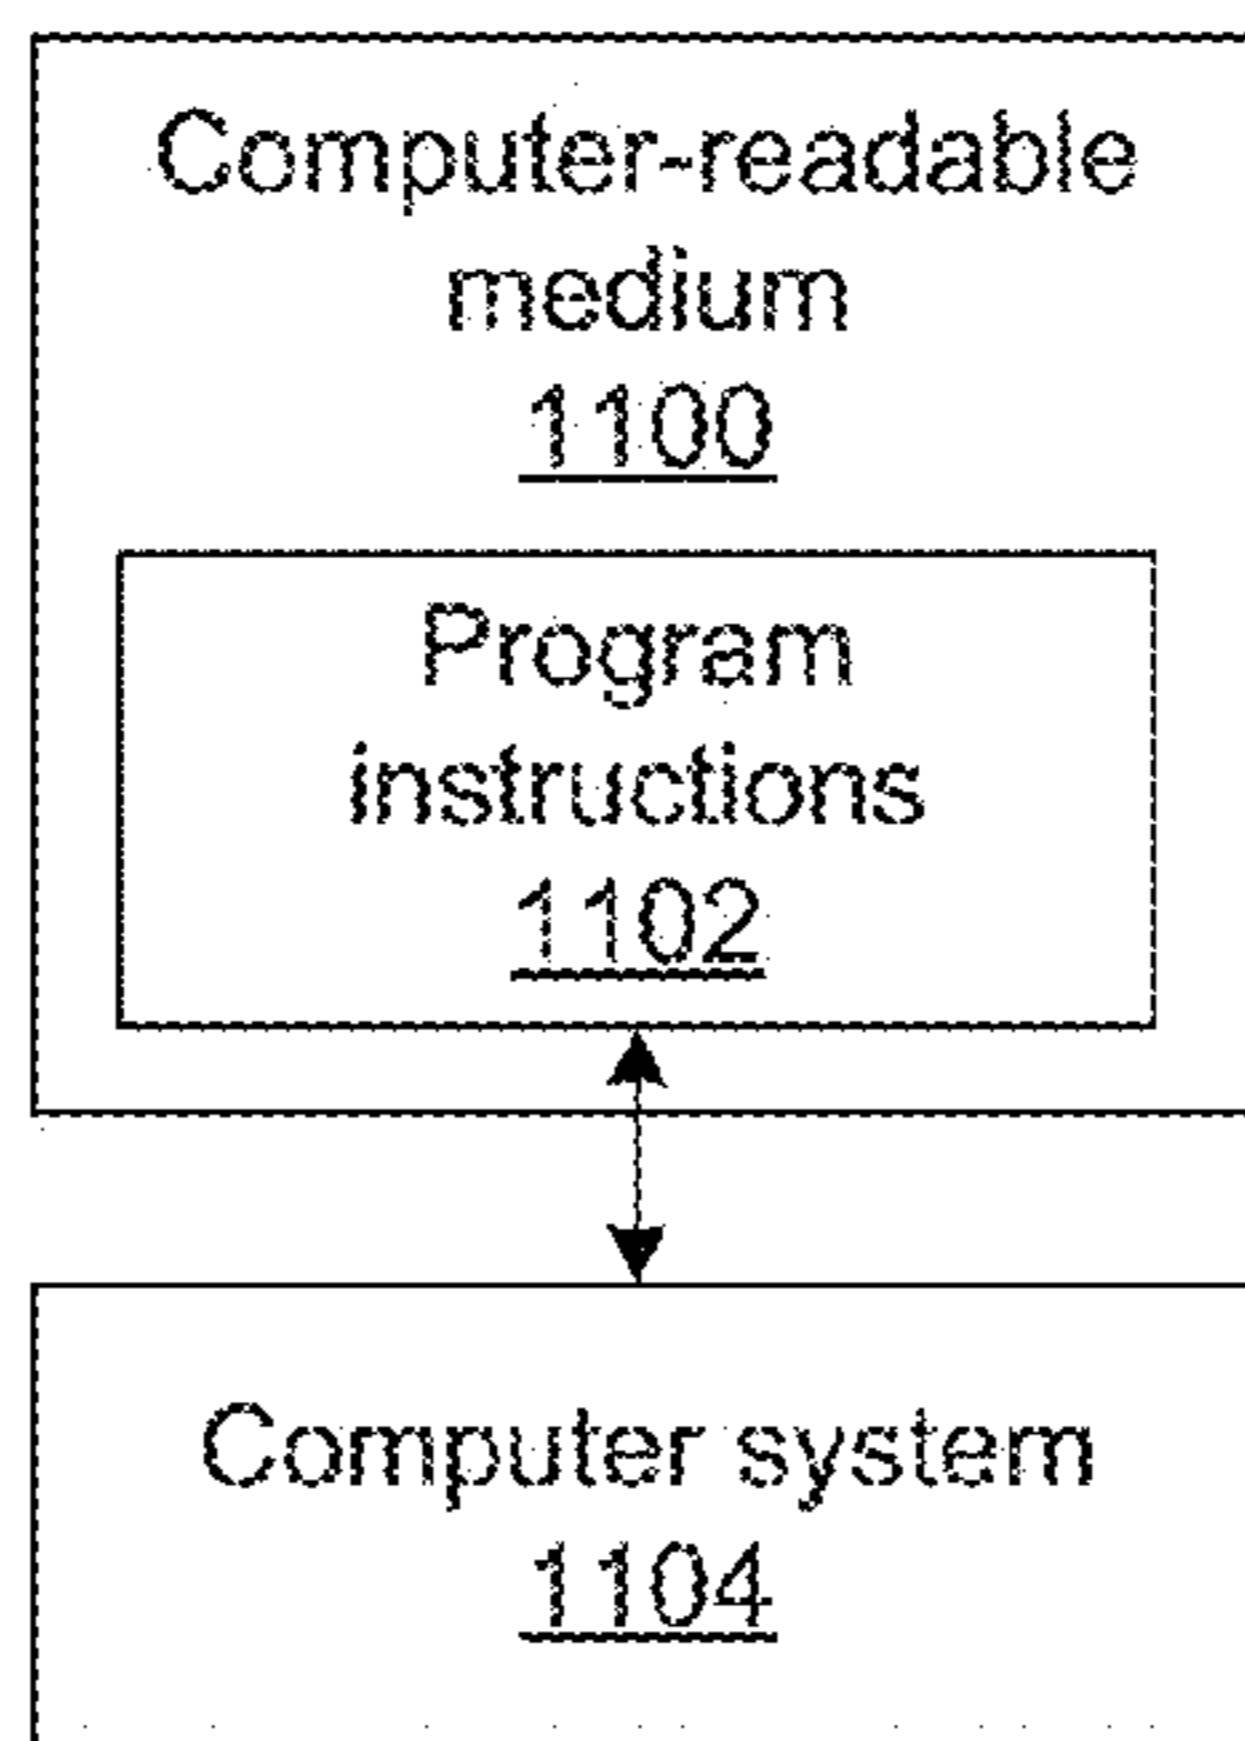 Computer-readable
medium
1100
Program
instructions
1102
Computer system
1104